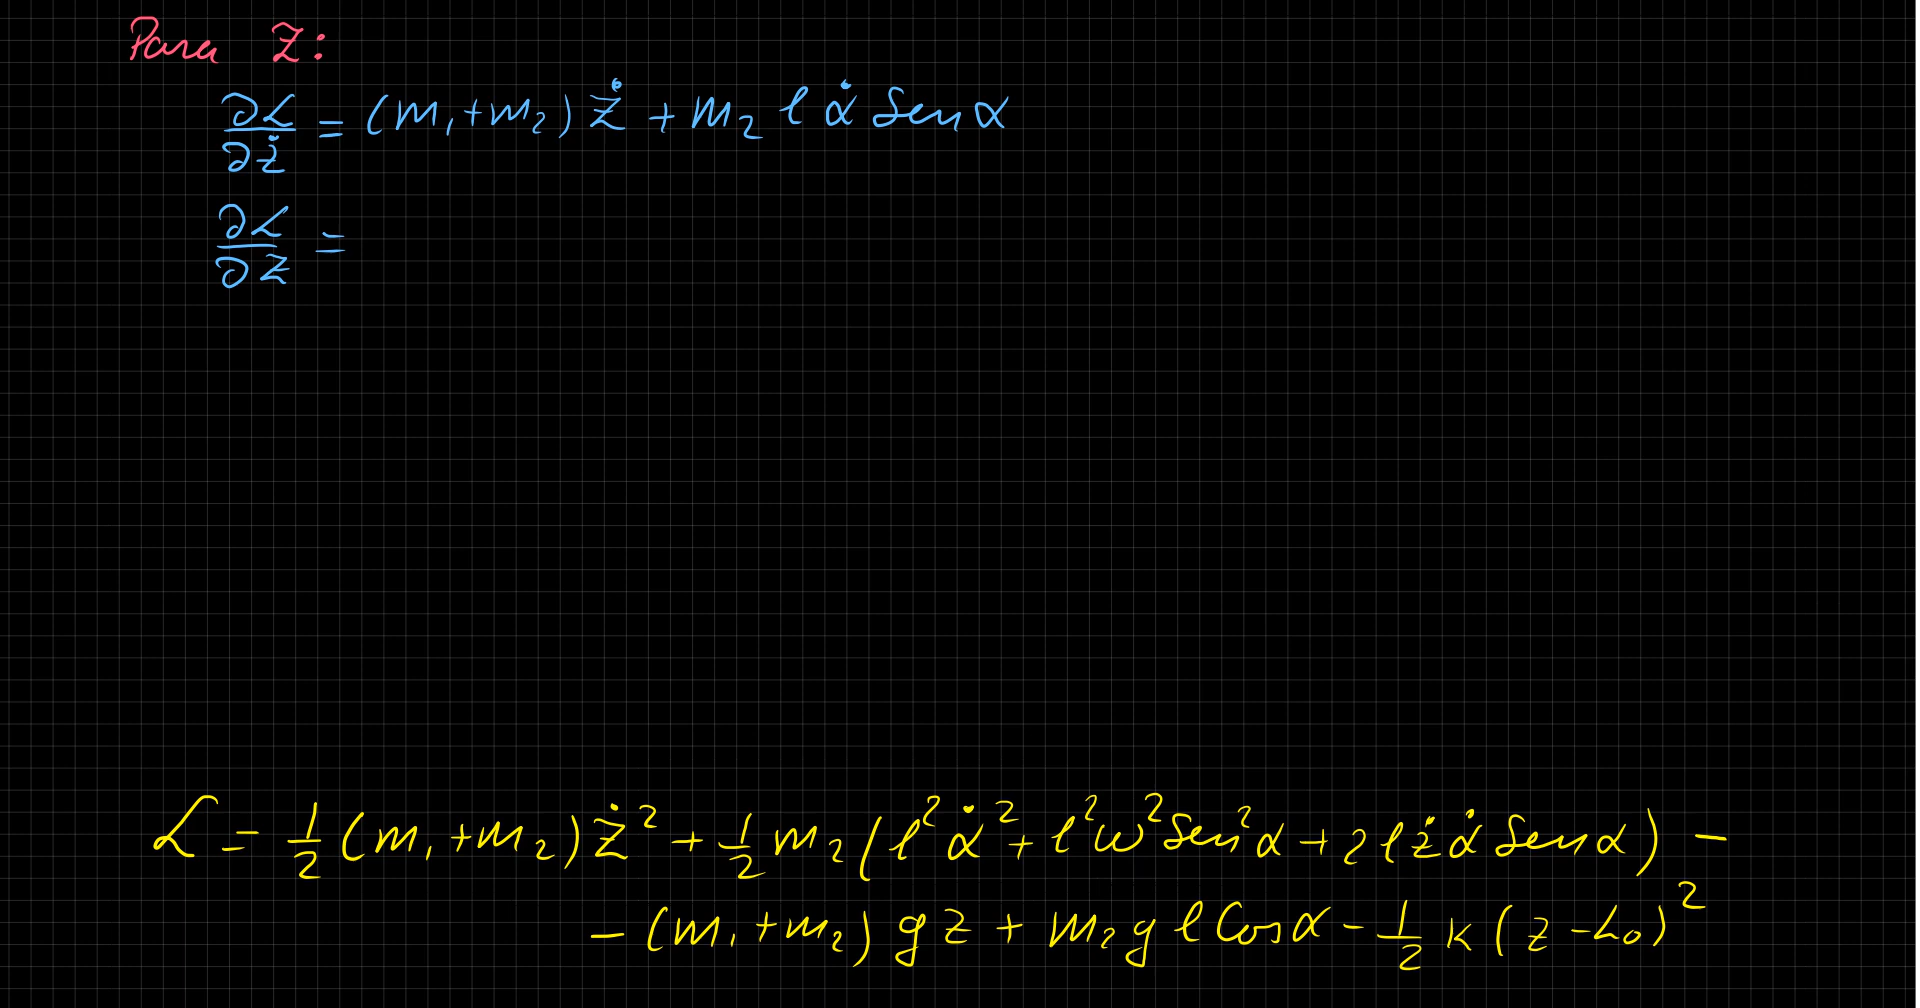 Para Z:
∂ℒ/∂ż = (m₁+m₂) ż + m₂ l α̇ Sen α
∂ℒ/∂z =
ℒ = 1/2 (m₁+m₂) ż² + 1/2 m₂ (l² α̇² + l² ω² Sen² α + 2 l ż α̇ Sen α) -
- (m₁+m₂) g z + m₂ g l Cos α - 1/2 k (z - L₀)²